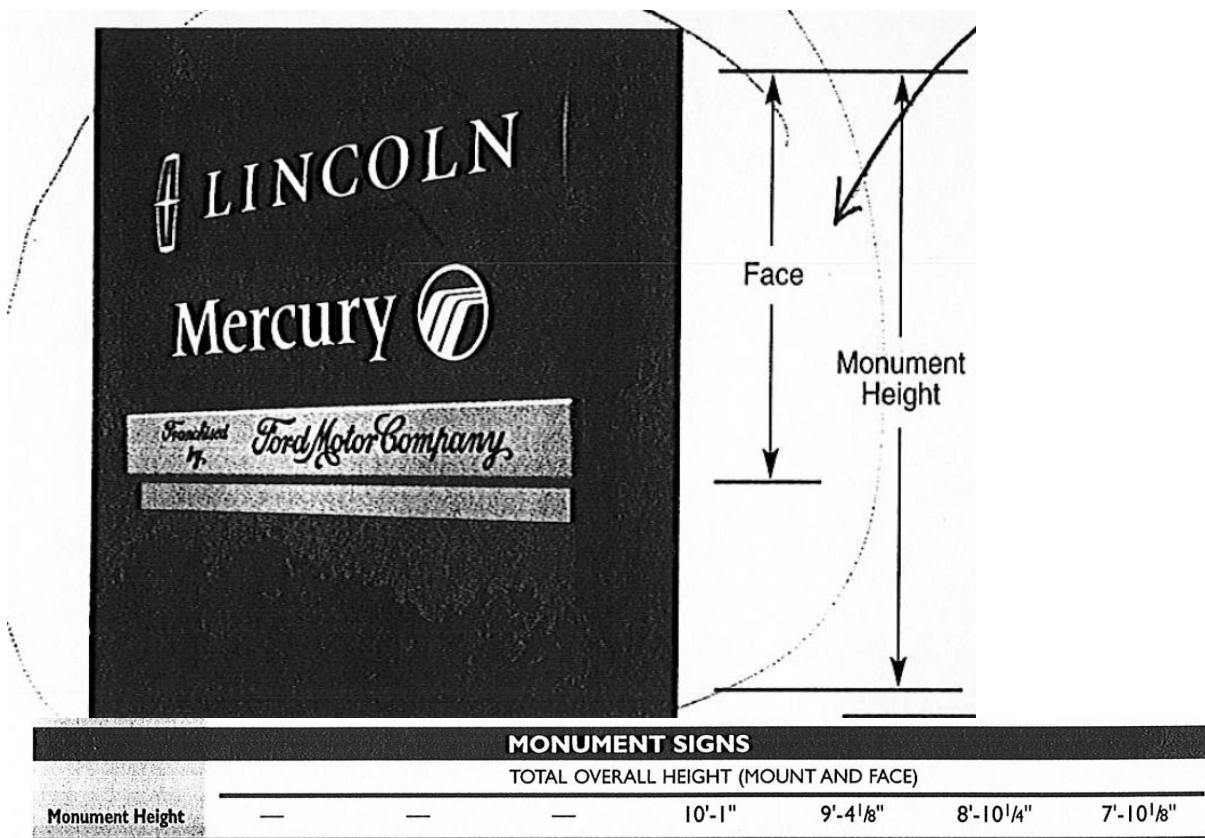 LINCOLN
Mercury
Franchised by
Ford Motor Company
Face
Monument
Height
MONUMENT SIGNS
TOTAL OVERALL HEIGHT (MOUNT AND FACE)
Monument Height — — — 10'-1" 9'-4 1/8" 8'-10 1/4" 7'-10 1/8"